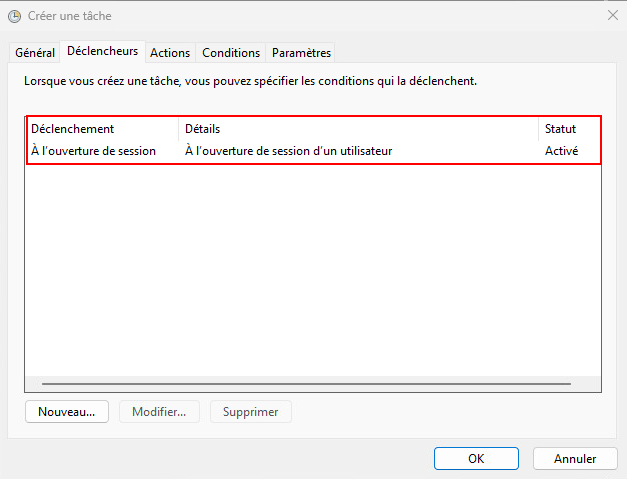 Créer une tâche
Général Déclencheurs Actions Conditions Paramètres
Lorsque vous créez une tâche, vous pouvez spécifier les conditions qui la déclenchent.
Déclenchement Détails Statut
À l’ouverture de session À l’ouverture de session d’un utilisateur Activé
Nouveau... Modifier... Supprimer
OK Annuler